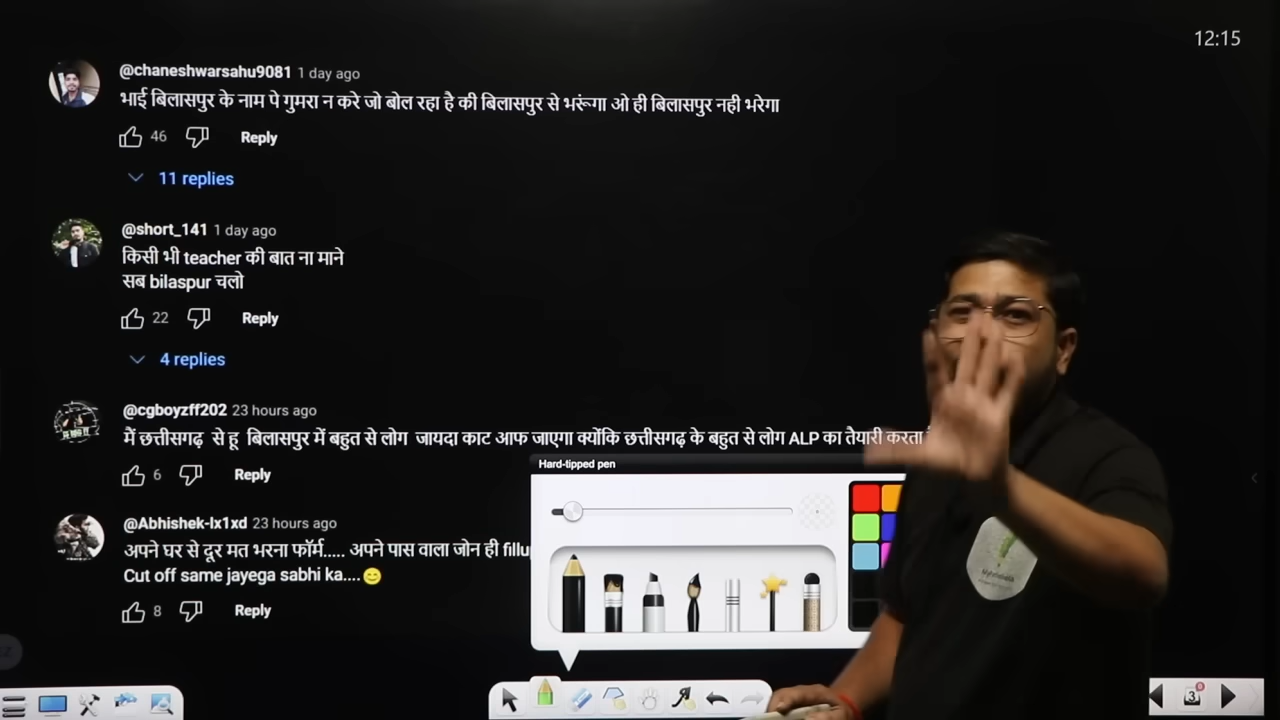 12:15
@chaneshwarsahu9081 1 day ago
भाई बिलासपुर के नाम पे गुमरा न करे जो बोल रहा है की बिलासपुर से भरूंगा ओ ही बिलासपुर नही भरेगा
46 Reply
11 replies
@short_141 1 day ago
किसी भी teacher की बात ना माने
सब bilaspur चलो
22 Reply
4 replies
@cgboyzff202 23 hours ago
मैं छत्तीसगढ़ से हू बिलासपुर में बहुत से लोग जायदा काट आफ जाएगा क्योंकि छत्तीसगढ़ के बहुत से लोग ALP का तैयारी करता
6 Reply
Hard-tipped pen
@Abhishek-lx1xd 23 hours ago
अपने घर से दूर मत भरना फॉर्म..... अपने पास वाला जोन ही fillu
Cut off same jayega sabhi ka....😊
8 Reply
3